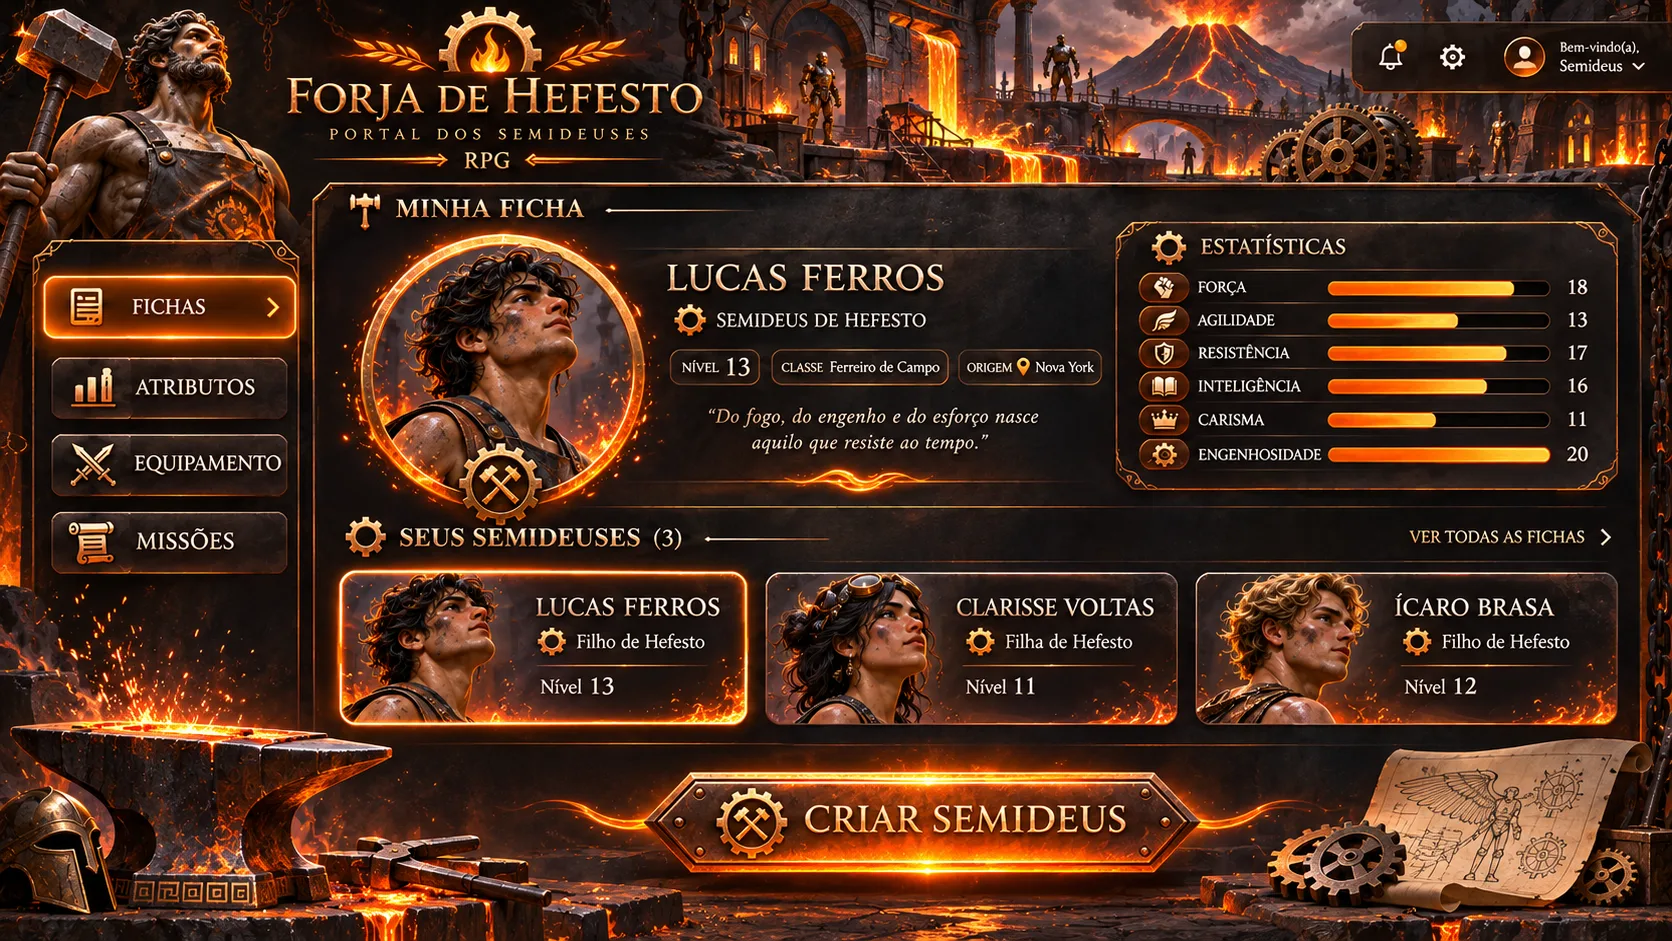 FORJA DE HEFESTO
PORTAL DOS SEMIDEUSES
RPG
Bem-vindo(a),
Semideus
FICHAS
ATRIBUTOS
EQUIPAMENTO
MISSÕES
MINHA FICHA
LUCAS FERROS
SEMIDEUS DE HEFESTO
NÍVEL 13
CLASSE Ferreiro de Campo
ORIGEM Nova York
“Do fogo, do engenho e do esforço nasce
aquilo que resiste ao tempo.”
ESTATÍSTICAS
FORÇA 18
AGILIDADE 13
RESISTÊNCIA 17
INTELIGÊNCIA 16
CARISMA 11
ENGENHOSIDADE 20
SEUS SEMIDEUSES (3)
VER TODAS AS FICHAS
LUCAS FERROS
Filho de Hefesto
Nível 13
CLARISSE VOLTAS
Filha de Hefesto
Nível 11
ÍCARO BRASA
Filho de Hefesto
Nível 12
CRIAR SEMIDEUS